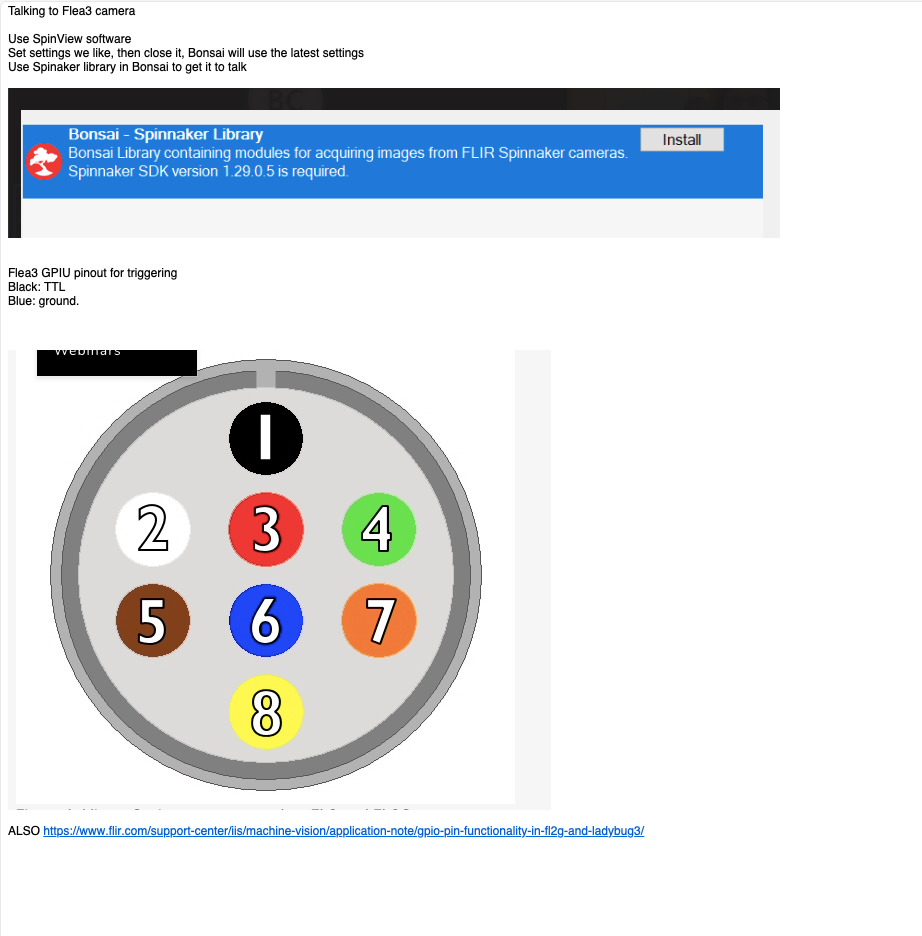 Talking to Flea3 camera
Use SpinView software
Set settings we like, then close it, Bonsai will use the latest settings
Use Spinaker library in Bonsai to get it to talk
Bonsai - Spinnaker Library
Install
Bonsai Library containing modules for acquiring images from FLIR Spinnaker cameras.
Spinnaker SDK version 1.29.0.5 is required.
Flea3 GPIU pinout for triggering
Black: TTL
Blue: ground.
Webinars
1
2 3 4
5 6 7
8
ALSO https://www.flir.com/support-center/iis/machine-vision/application-note/gpio-pin-functionality-in-fl2g-and-ladybug3/